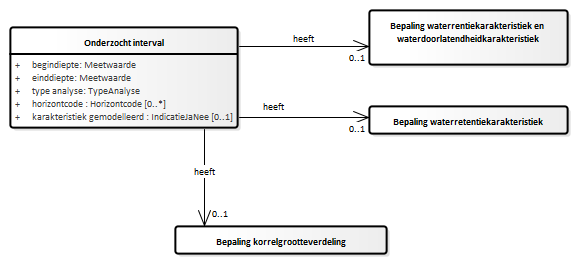 Onderzocht interval
+ begindiepte: Meetwaarde
+ einddiepte: Meetwaarde
+ type analyse: TypeAnalyse
+ horizontcode : Horizontcode [0..*]
+ karakteristiek gemodelleerd : IndicatieJaNee [0..1]
heeft
0..1
Bepaling waterrentiekarakteristiek en
waterdoorlatendheidkarakteristiek
heeft
0..1
Bepaling waterretentiekarakteristiek
heeft
0..1
Bepaling korrelgrootteverdeling